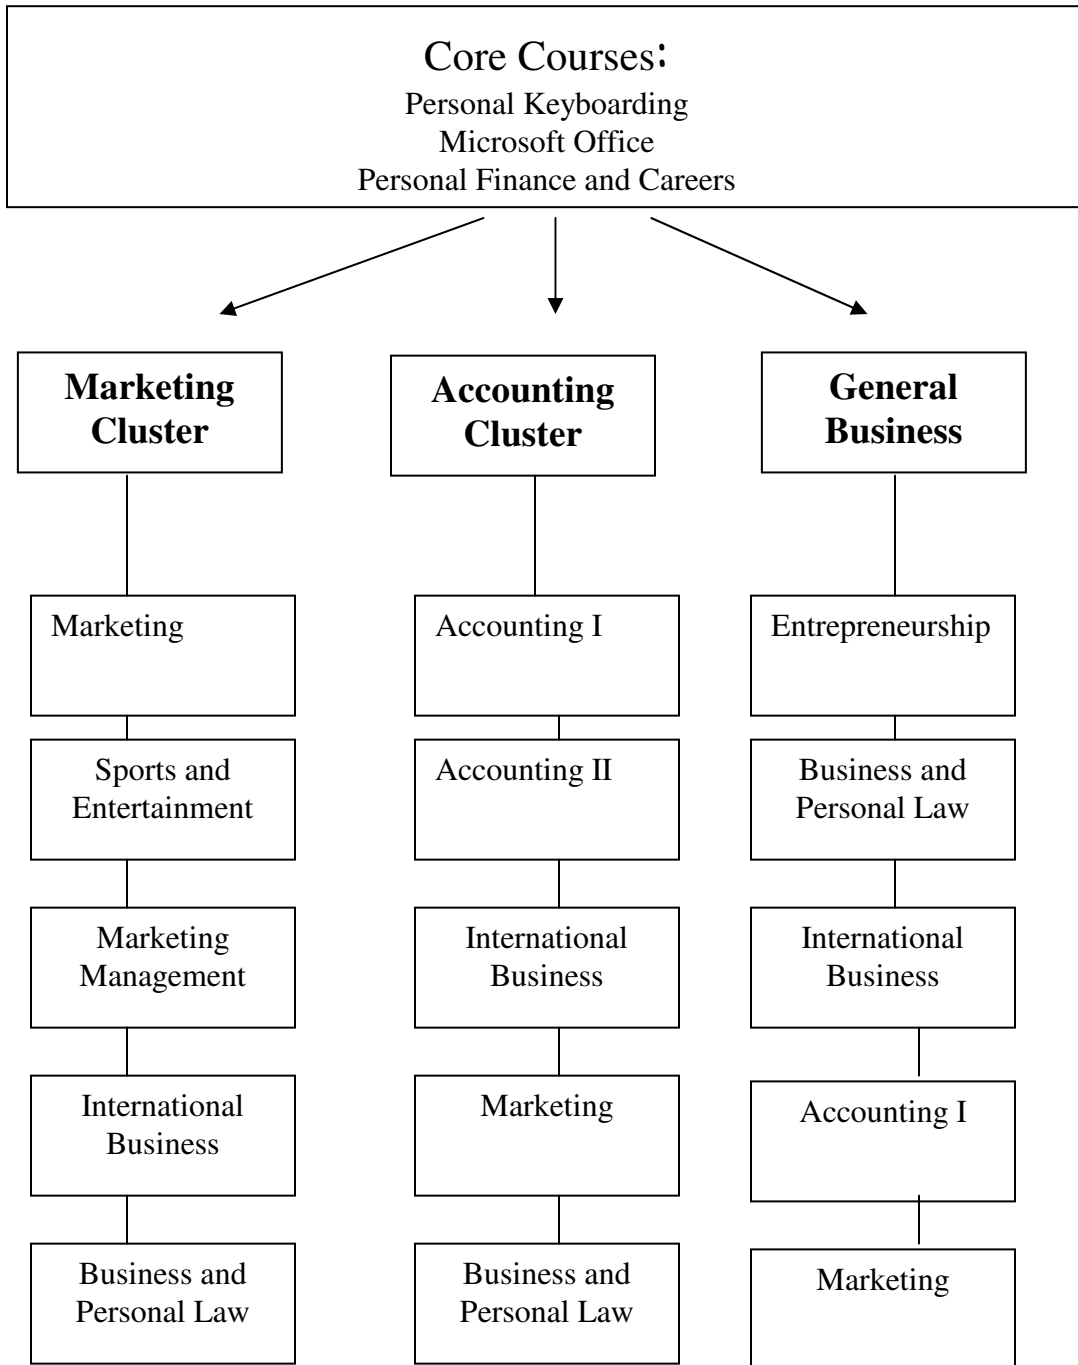 Core Courses:
Personal Keyboarding
Microsoft Office
Personal Finance and Careers
Marketing
Cluster
Accounting
Cluster
General
Business
Marketing
Sports and
Entertainment
Marketing
Management
International
Business
Business and
Personal Law
Accounting I
Accounting II
International
Business
Marketing
Business and
Personal Law
Entrepreneurship
Business and
Personal Law
International
Business
Accounting I
Marketing